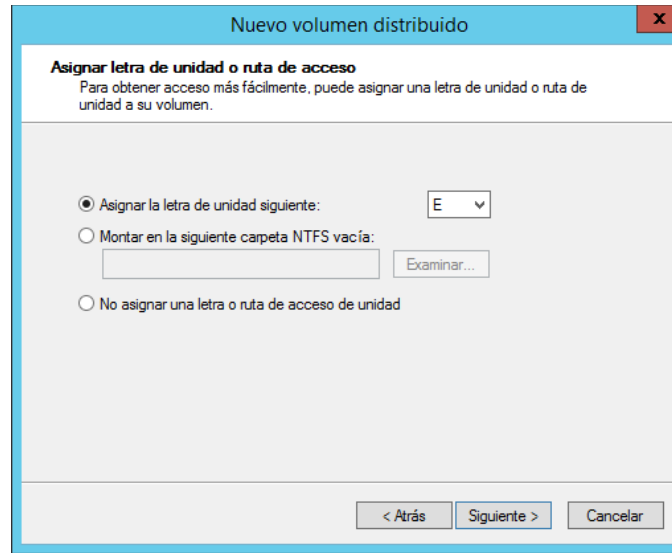 Nuevo volumen distribuido
x
Asignar letra de unidad o ruta de acceso
Para obtener acceso más fácilmente, puede asignar una letra de unidad o ruta de
unidad a su volumen.
Asignar la letra de unidad siguiente: E
Montar en la siguiente carpeta NTFS vacía:
Examinar...
No asignar una letra o ruta de acceso de unidad
< Atrás Siguiente > Cancelar